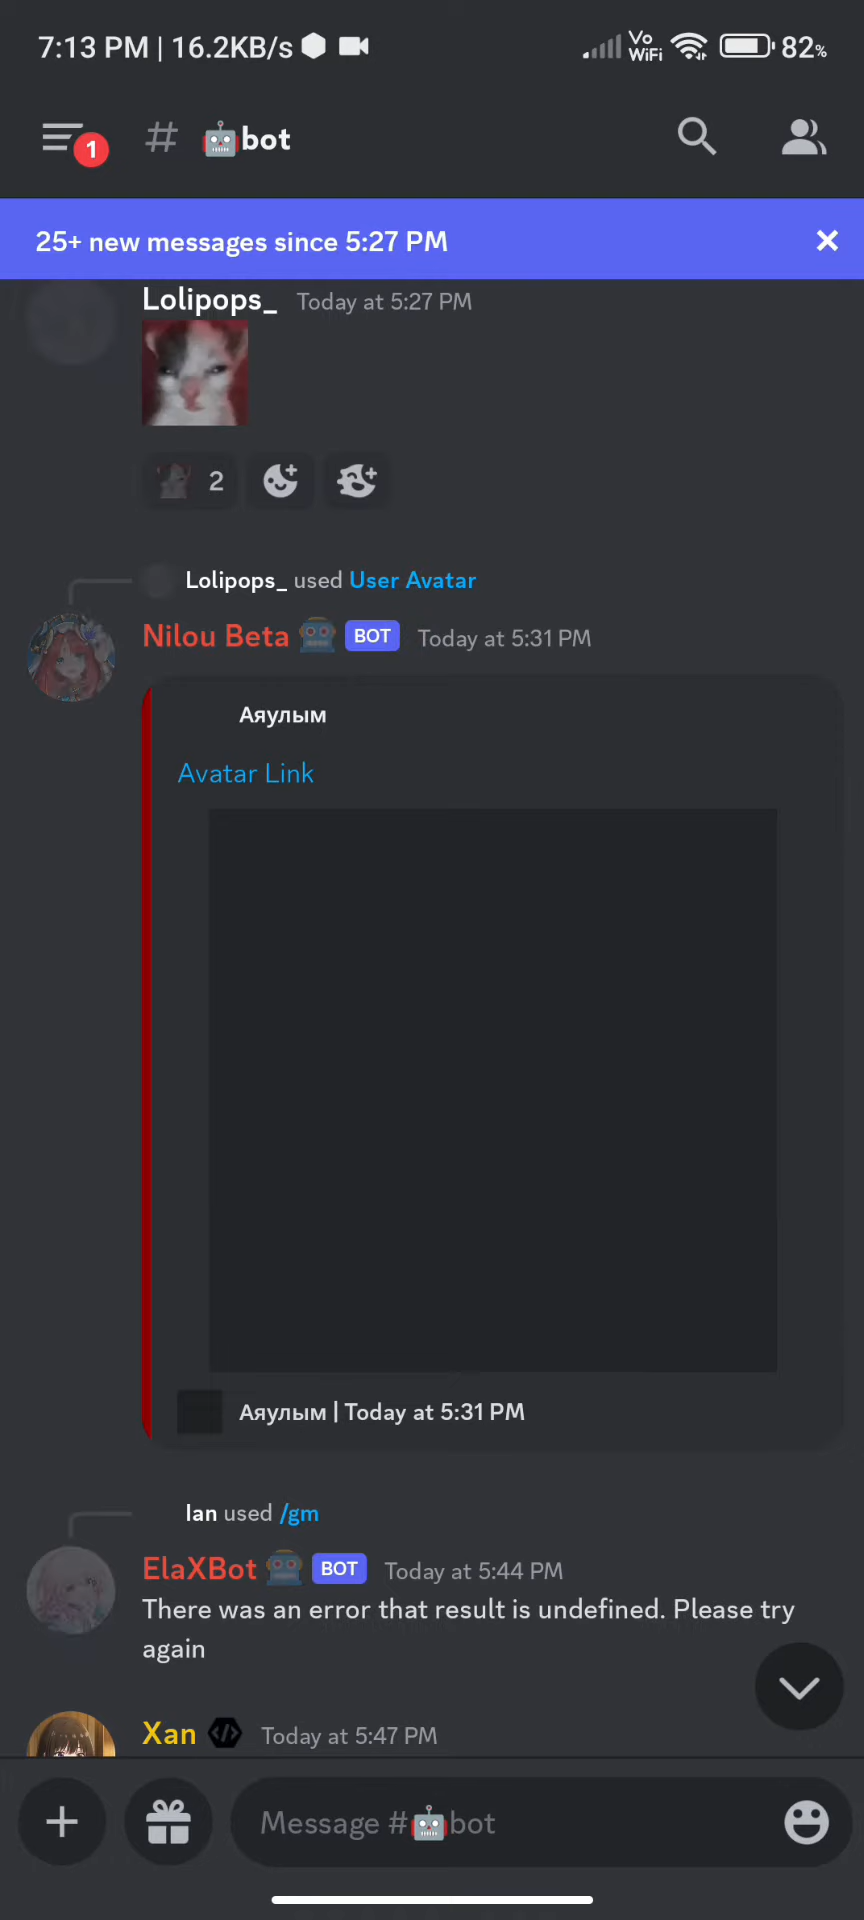 7:13 PM | 16.2KB/s
Vo WiFi
82%
1
# 🤖bot
25+ new messages since 5:27 PM
Lolipops_ Today at 5:27 PM
2
Lolipops_ used User Avatar
Nilou Beta BOT Today at 5:31 PM
Аяулым
Avatar Link
Аяулым | Today at 5:31 PM
Ian used /gm
ElaXBot BOT Today at 5:44 PM
There was an error that result is undefined. Please try
again
Xan </> Today at 5:47 PM
Message #🤖bot